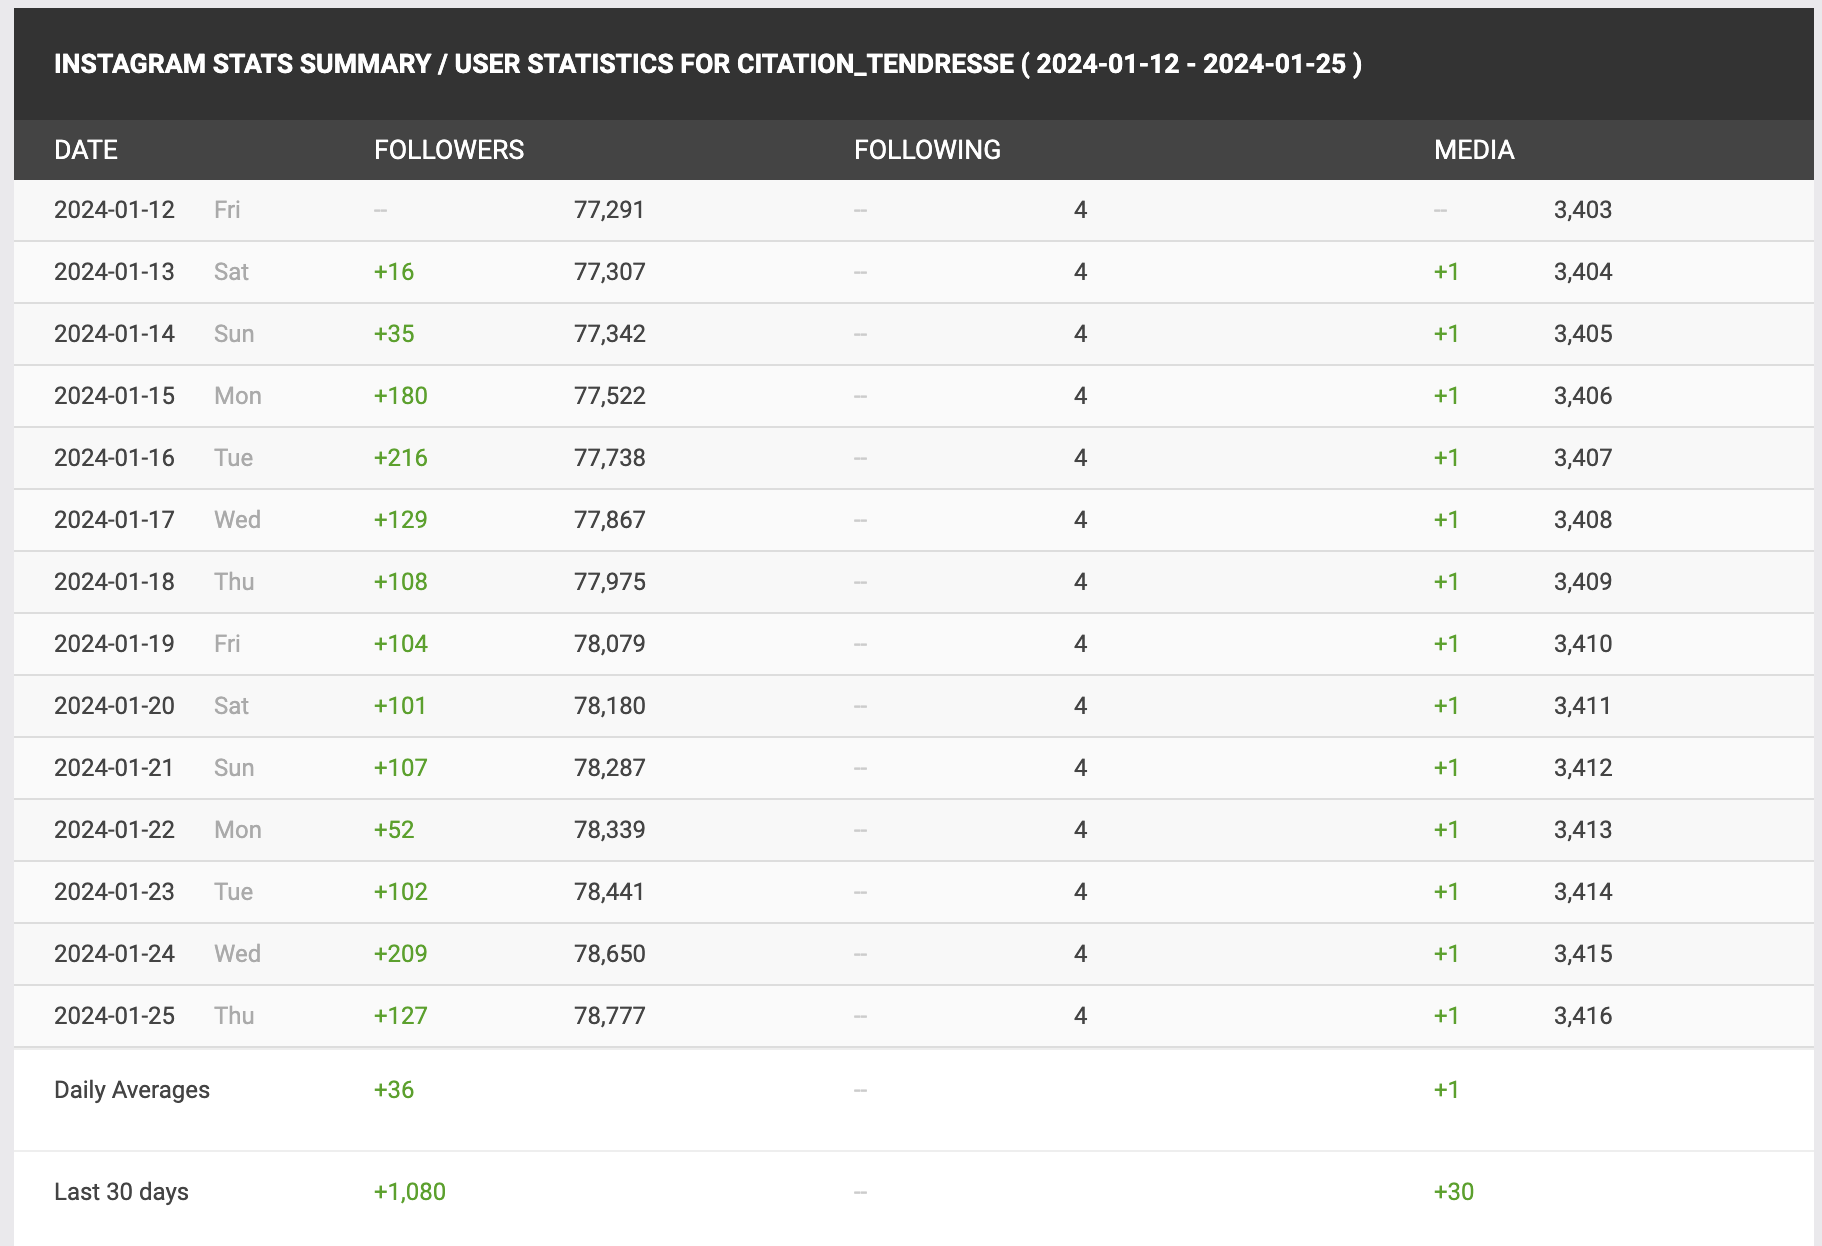 INSTAGRAM STATS SUMMARY / USER STATISTICS FOR CITATION_TENDRESSE ( 2024-01-12 - 2024-01-25 )
DATE FOLLOWERS FOLLOWING MEDIA
2024-01-12 Fri -- 77,291 -- 4 -- 3,403
2024-01-13 Sat +16 77,307 -- 4 +1 3,404
2024-01-14 Sun +35 77,342 -- 4 +1 3,405
2024-01-15 Mon +180 77,522 -- 4 +1 3,406
2024-01-16 Tue +216 77,738 -- 4 +1 3,407
2024-01-17 Wed +129 77,867 -- 4 +1 3,408
2024-01-18 Thu +108 77,975 -- 4 +1 3,409
2024-01-19 Fri +104 78,079 -- 4 +1 3,410
2024-01-20 Sat +101 78,180 -- 4 +1 3,411
2024-01-21 Sun +107 78,287 -- 4 +1 3,412
2024-01-22 Mon +52 78,339 -- 4 +1 3,413
2024-01-23 Tue +102 78,441 -- 4 +1 3,414
2024-01-24 Wed +209 78,650 -- 4 +1 3,415
2024-01-25 Thu +127 78,777 -- 4 +1 3,416
Daily Averages +36 -- +1
Last 30 days +1,080 -- +30